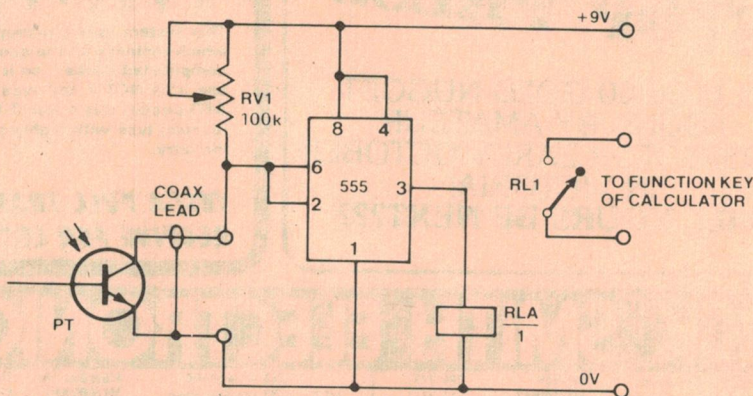 +9V
RV1
100k
8
4
6
555
3
2
1
COAX
LEAD
RL1
TO FUNCTION KEY
OF CALCULATOR
PT
RLA
1
0V